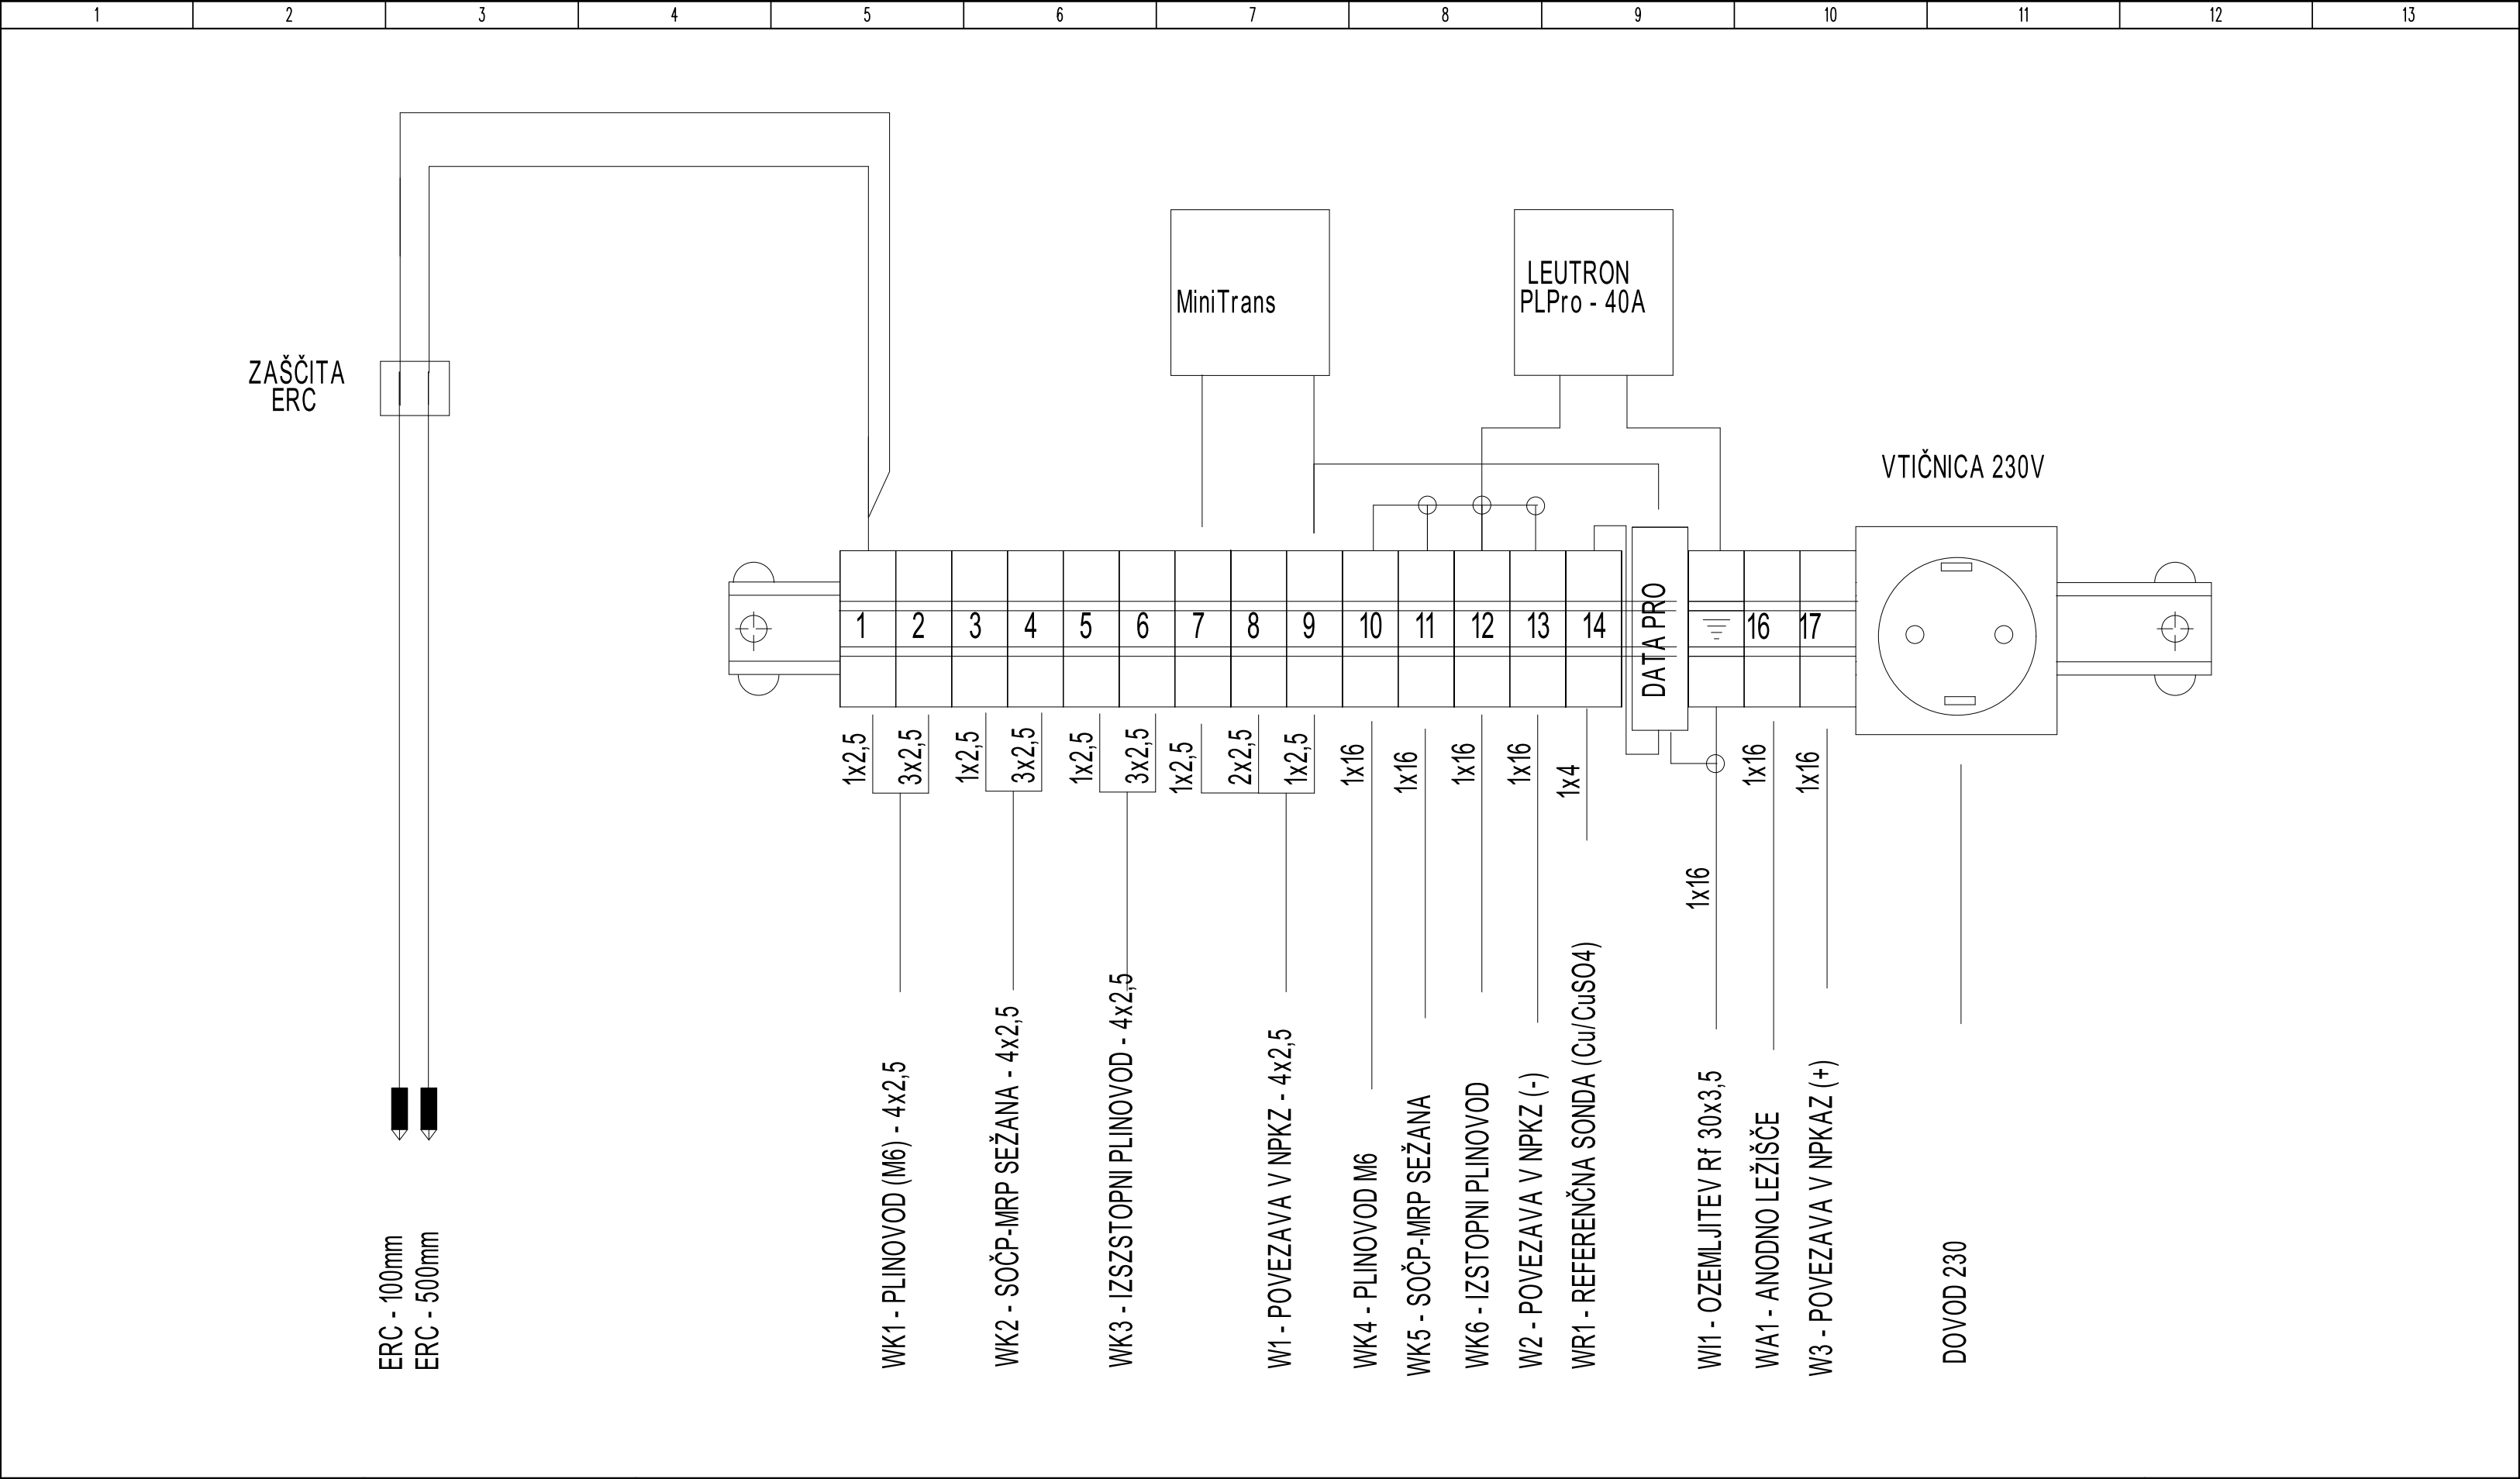 1 2 3 4 5 6 7 8 9 10 11 12 13
MiniTrans
LEUTRON
PLPro - 40A
ZAŠČITA
ERC
VTIČNICA 230V
1 2 3 4 5 6 7 8 9 10 11 12 13 14 DATA PRO 16 17
1x2,5
3x2,5
1x2,5
3x2,5
1x2,5
3x2,5
1x2,5
2x2,5
1x2,5
1x16
1x16
1x16
1x16
1x4
1x16
1x16
1x16
ERC - 100mm
ERC - 500mm
WK1 - PLINOVOD (M6) - 4x2,5
WK2 - SOČP-MRP SEŽANA - 4x2,5
WK3 - IZSZSTOPNI PLINOVOD - 4x2,5
W1 - POVEZAVA V NPKZ - 4x2,5
WK4 - PLINOVOD M6
WK5 - SOČP-MRP SEŽANA
WK6 - IZSTOPNI PLINOVOD
W2 - POVEZAVA V NPKZ (-)
WR1 - REFERENČNA SONDA (Cu/CuSO4)
WI1 - OZEMLJITEV Rf 30x3,5
WA1 - ANODNO LEŽIŠČE
W3 - POVEZAVA V NPKAZ (+)
DOVOD 230